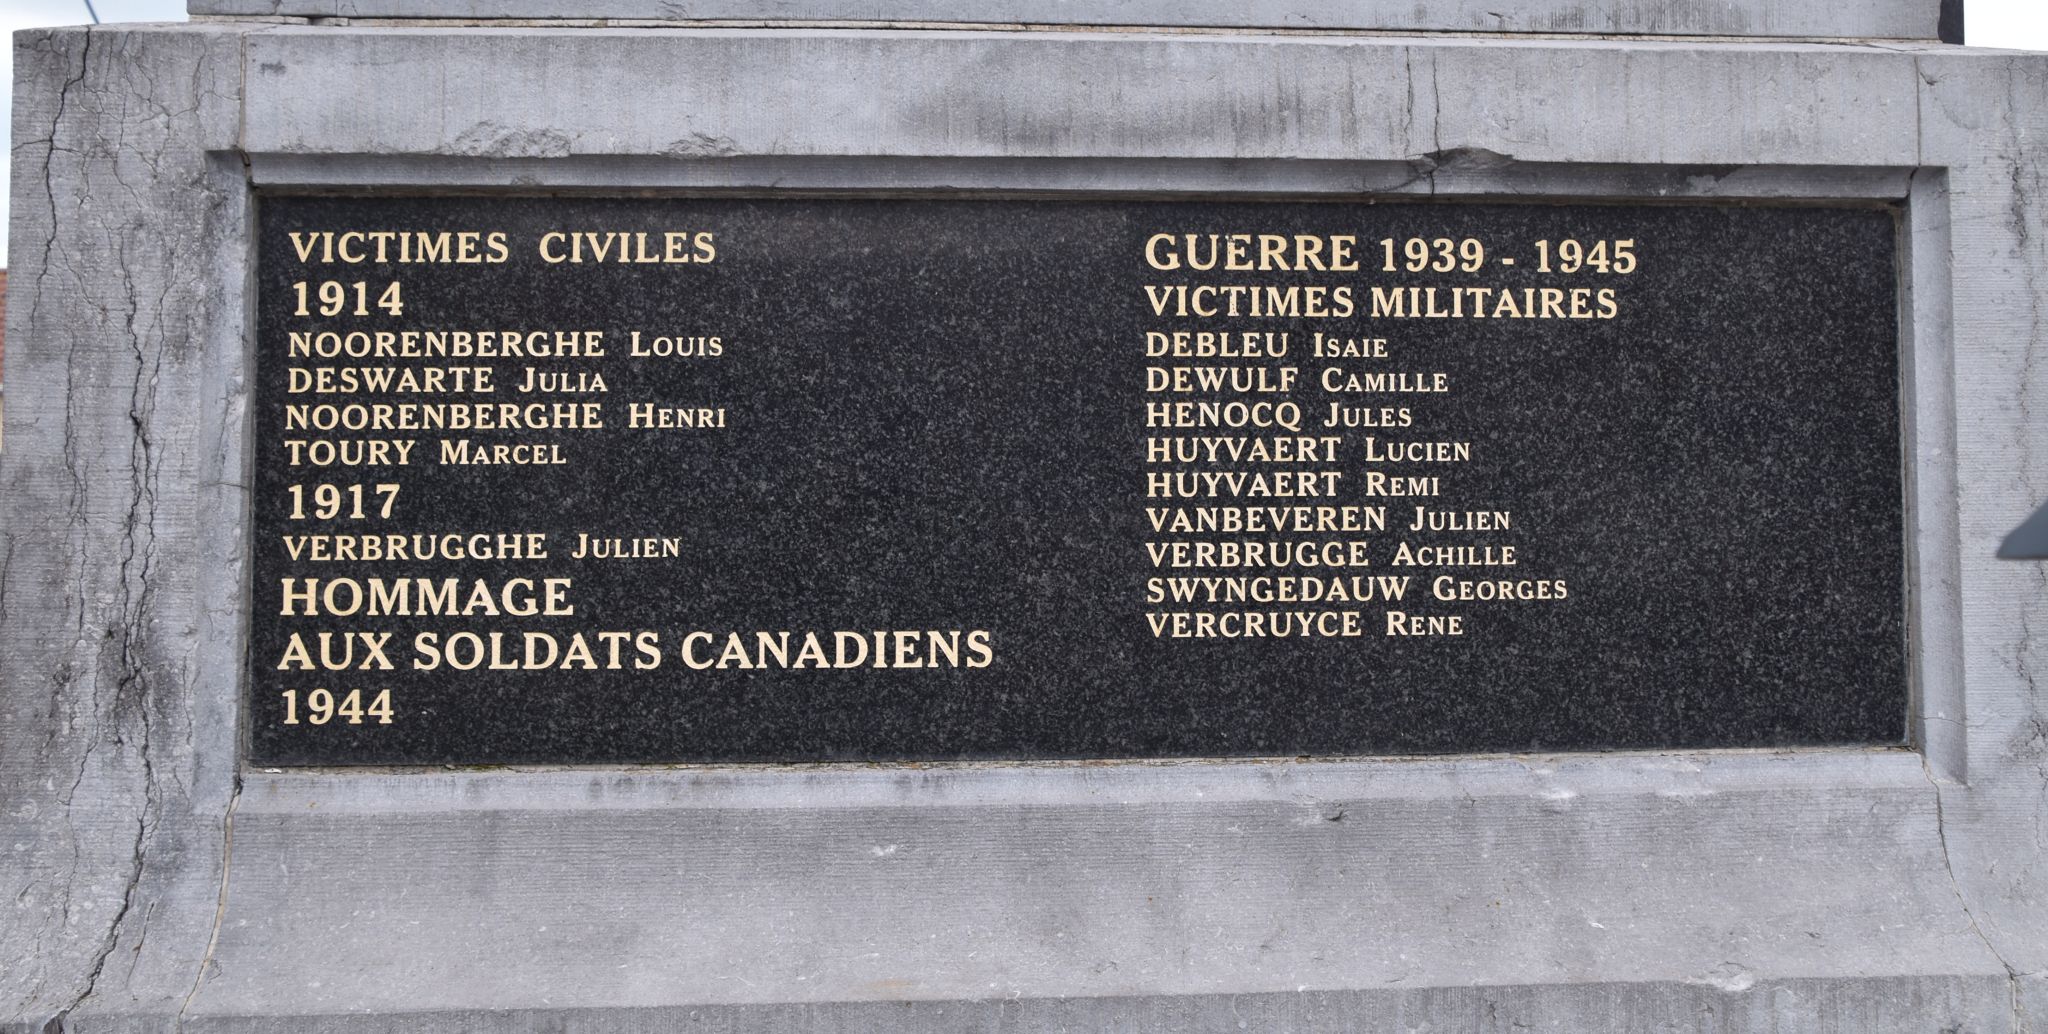 VICTIMES CIVILES
1914
NOORENBERGHE LOUIS
DESWARTE JULIA
NOORENBERGHE HENRI
TOURY MARCEL
1917
VERBRUGGHE JULIEN
HOMMAGE
AUX SOLDATS CANADIENS
1944
GUERRE 1939 - 1945
VICTIMES MILITAIRES
DEBLEU ISAIE
DEWULF CAMILLE
HENOCQ JULES
HUYVAERT LUCIEN
HUYVAERT REMI
VANBEVEREN JULIEN
VERBRUGGE ACHILLE
SWYNGEDAUW GEORGES
VERCRUYCE RENE